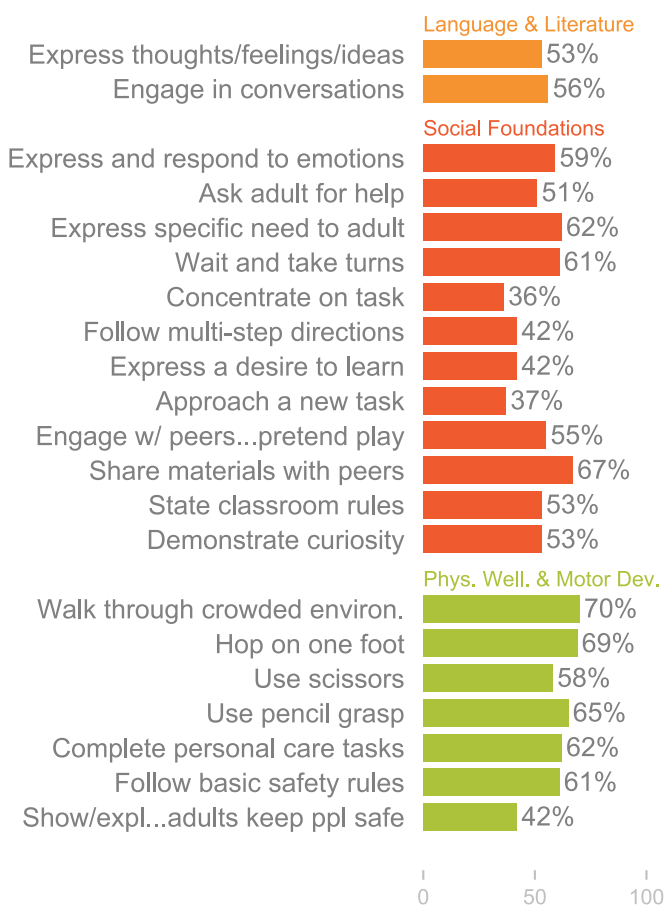 Language & Literature
Express thoughts/feelings/ideas 53%
Engage in conversations 56%
Social Foundations
Express and respond to emotions 59%
Ask adult for help 51%
Express specific need to adult 62%
Wait and take turns 61%
Concentrate on task 36%
Follow multi-step directions 42%
Express a desire to learn 42%
Approach a new task 37%
Engage w/ peers...pretend play 55%
Share materials with peers 67%
State classroom rules 53%
Demonstrate curiosity 53%
Phys. Well. & Motor Dev.
Walk through crowded environ. 70%
Hop on one foot 69%
Use scissors 58%
Use pencil grasp 65%
Complete personal care tasks 62%
Follow basic safety rules 61%
Show/expl...adults keep ppl safe 42%
0 50 100